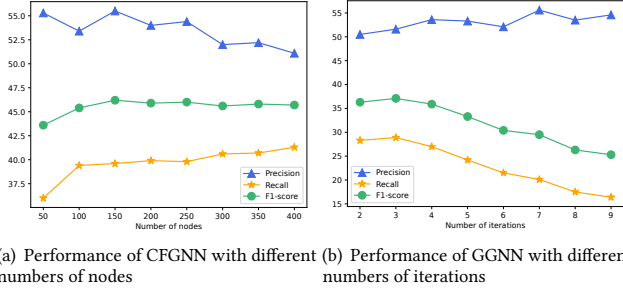 55.0
52.5
50.0
47.5
45.0
42.5
40.0
37.5
50 100 150 200 250 300 350 400
Number of nodes
Precision
Recall
F1-score
55
50
45
40
35
30
25
20
15
2 3 4 5 6 7 8 9
Number of iterations
Precision
Recall
F1-score
(a) Performance of CFGNN with different
numbers of nodes
(b) Performance of GGNN with differen
numbers of iterations